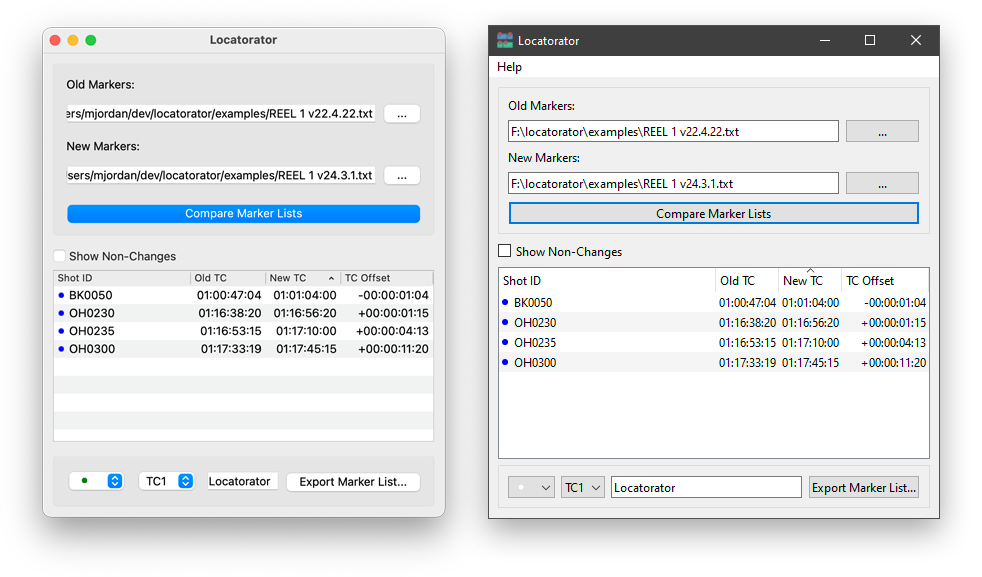 Locatorator
Old Markers:
ers/mjordan/dev/locatorator/examples/REEL 1 v22.4.22.txt
...
New Markers:
sers/mjordan/dev/locatorator/examples/REEL 1 v24.3.1.txt
...
Compare Marker Lists
Show Non-Changes
Shot ID Old TC New TC TC Offset
BK0050 01:00:47:04 01:01:04:00 -00:00:01:04
OH0230 01:16:38:20 01:16:56:20 +00:00:01:15
OH0235 01:16:53:15 01:17:10:00 +00:00:04:13
OH0300 01:17:33:19 01:17:45:15 +00:00:11:20
TC1 Locatorator Export Marker List...
Locatorator
Help
Old Markers:
F:\locatorator\examples\REEL 1 v22.4.22.txt
...
New Markers:
F:\locatorator\examples\REEL 1 v24.3.1.txt
...
Compare Marker Lists
Show Non-Changes
Shot ID Old TC New TC TC Offset
BK0050 01:00:47:04 01:01:04:00 -00:00:01:04
OH0230 01:16:38:20 01:16:56:20 +00:00:01:15
OH0235 01:16:53:15 01:17:10:00 +00:00:04:13
OH0300 01:17:33:19 01:17:45:15 +00:00:11:20
TC1 Locatorator Export Marker List...